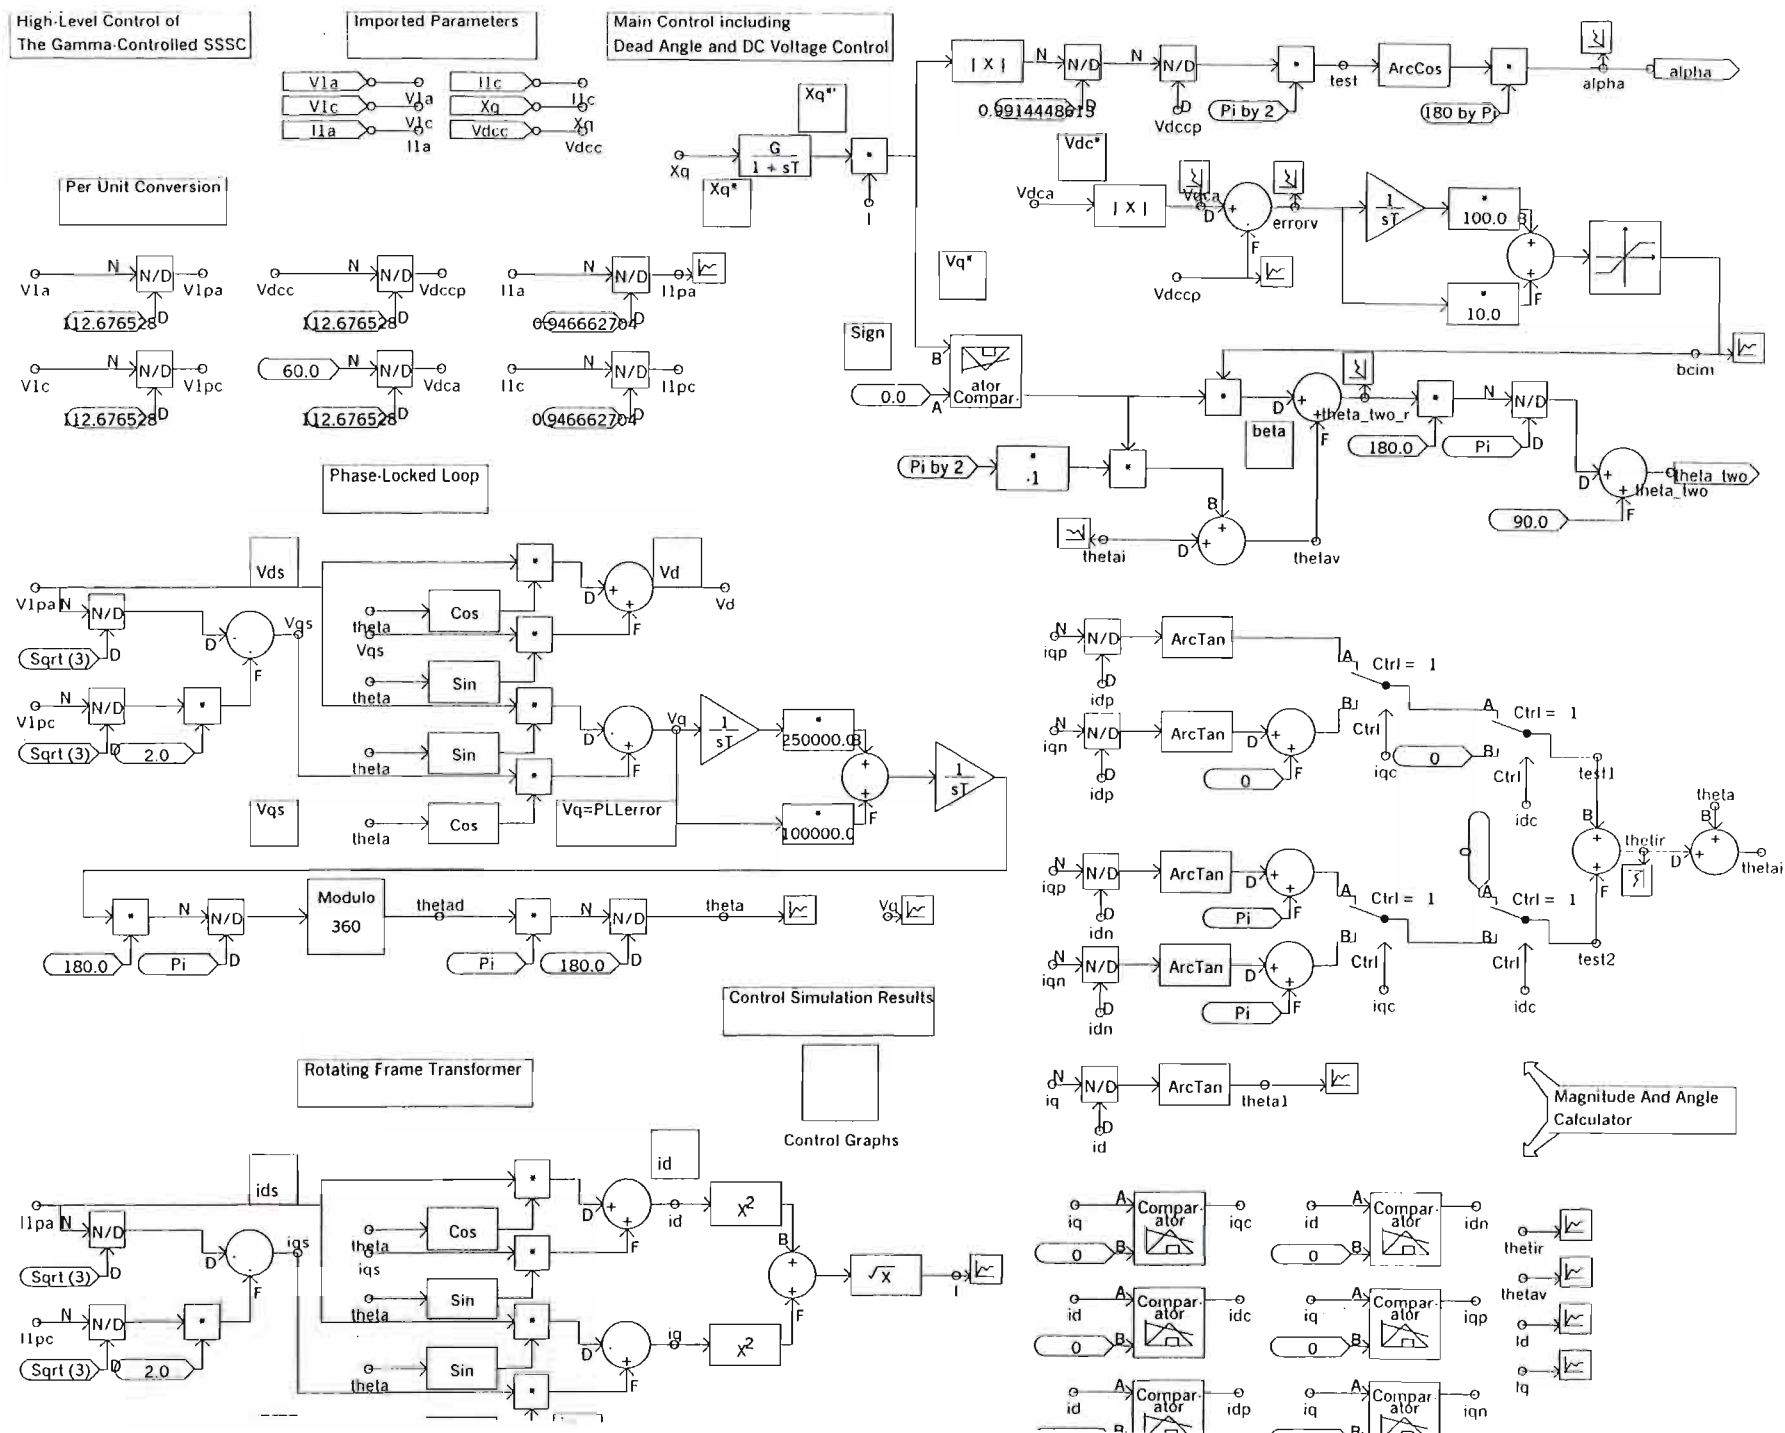 High-Level Control of
The Gamma-Controlled SSSC
Imported Parameters
Main Control including
Dead Angle and DC Voltage Control
V1a
V1a
V1c
V1c
I1a
I1a
I1c
I1c
Xq
Xq
Vdcc
Vdcc
Per Unit Conversion
V1a
N
N/D
V1pa
112.676528
D
Vdcc
N
N/D
Vdccp
112.676528
D
I1a
N
N/D
I1pa
0.946662704
D
V1c
N
N/D
V1pc
112.676528
D
60.0
N
N/D
Vdca
112.676528
D
I1c
N
N/D
I1pc
0.946662704
D
Xq
G
1 + sT
Xq*
Xq*'
*
I
| X |
N
N/D
0.9914448613
D
N
N/D
D
Vdccp
*
Pi by 2
test
ArcCos
*
180 by Pi
alpha
alpha
Vdc*
Vdca
| X |
Vdca
D
+
-
F
errorv
Vdccp
1
sT
*
100.0
B
+
+
F
*
10.0
bcint
Vq*
Sign
B
0.0
A
ator
Compar-
*
D
+
+
F
beta
theta_two_r
*
180.0
N
N/D
Pi
D
D
+
+
F
90.0
theta_two
theta_two
Pi by 2
*
.1
*
B
+
+
D
thetai
thetav
Phase-Locked Loop
Vds
V1pa
N
N/D
Sqrt (3)
D
D
-
-
F
Vqs
V1pc
N
N/D
Sqrt (3)
D
*
2.0
*
theta
Cos
Vqs
*
theta
Sin
D
+
+
F
Vd
Vd
*
theta
Sin
*
theta
Cos
D
-
+
F
Vqs
Vq
Vq=PLLerror
1
sT
*
250000.0
B
+
+
F
*
100000.0
1
sT
*
180.0
N
N/D
Pi
D
Modulo
360
thetad
*
Pi
N
N/D
180.0
D
theta
Vq
Control Simulation Results
Control Graphs
Rotating Frame Transformer
ids
I1pa
N
N/D
Sqrt (3)
D
D
-
-
F
iqs
I1pc
N
N/D
Sqrt (3)
D
*
2.0
*
theta
Cos
iqs
*
theta
Sin
D
+
+
F
id
id
X²
*
theta
Sin
*
D
-
+
F
iq
X²
B
+
+
F
√X
I
iqp
N
N/D
D
idp
ArcTan
A
Ctrl = 1
iqn
N
N/D
D
idp
ArcTan
D
+
+
F
0
B
Ctrl
iqc
A
Ctrl = 1
0
B
Ctrl
idc
test1
iqp
N
N/D
D
idn
ArcTan
D
+
+
F
Pi
A
Ctrl = 1
iqn
N
N/D
D
idn
ArcTan
D
+
+
F
Pi
B
Ctrl
iqc
0
A
Ctrl = 1
B
Ctrl
idc
test2
B
+
+
F
thetir
D
theta
B
+
+
thetai
iq
N
N/D
D
id
ArcTan
theta1
Magnitude And Angle
Calculator
iq
A
0
B
Compar-
ator
iqc
id
A
0
B
Compar-
ator
idn
id
A
0
B
Compar-
ator
idc
iq
A
0
B
Compar-
ator
iqp
id
A
B
Compar-
ator
idp
iq
A
B
Compar-
ator
iqn
thetir
thetav
id
iq